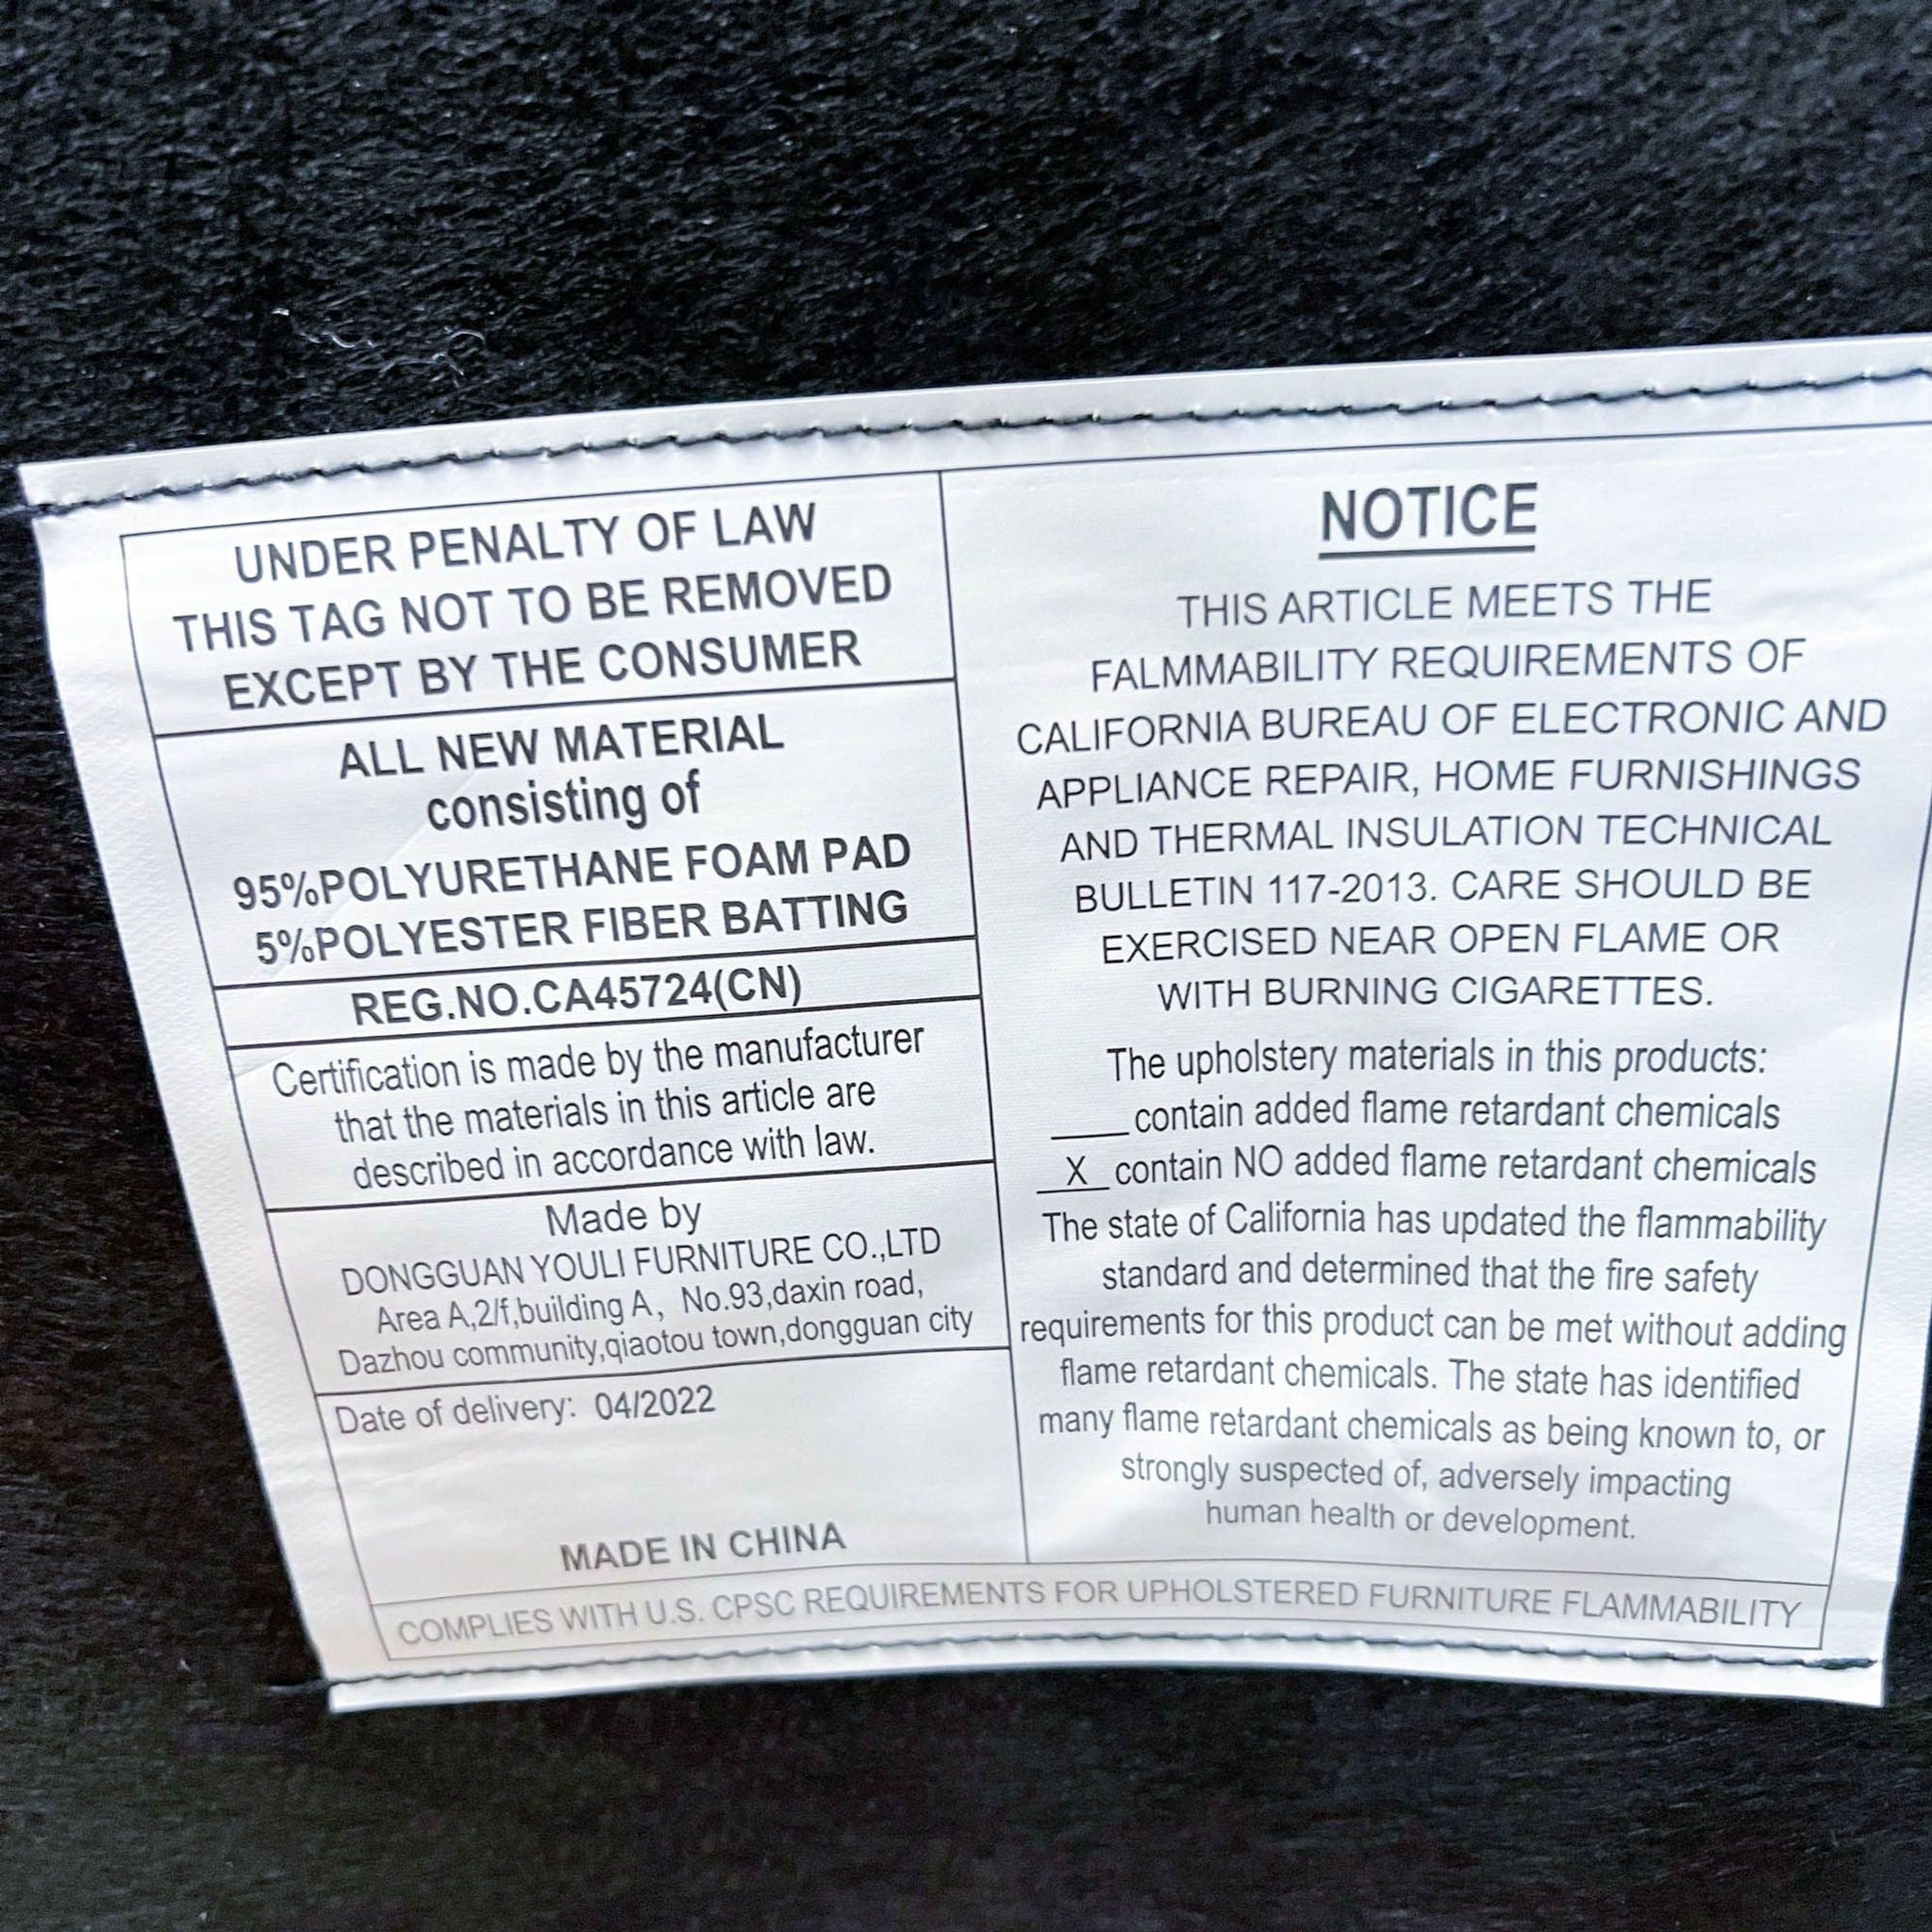 UNDER PENALTY OF LAW
THIS TAG NOT TO BE REMOVED
EXCEPT BY THE CONSUMER
ALL NEW MATERIAL
consisting of
95%POLYURETHANE FOAM PAD
5%POLYESTER FIBER BATTING
REG.NO.CA45724(CN)
Certification is made by the manufacturer
that the materials in this article are
described in accordance with law.
Made by
DONGGUAN YOULI FURNITURE CO.,LTD
Area A,2/f,building A, No.93,daxin road,
Dazhou community,qiaotou town,dongguan city
Date of delivery: 04/2022
MADE IN CHINA
NOTICE
THIS ARTICLE MEETS THE
FALMMABILITY REQUIREMENTS OF
CALIFORNIA BUREAU OF ELECTRONIC AND
APPLIANCE REPAIR, HOME FURNISHINGS
AND THERMAL INSULATION TECHNICAL
BULLETIN 117-2013. CARE SHOULD BE
EXERCISED NEAR OPEN FLAME OR
WITH BURNING CIGARETTES.
The upholstery materials in this products:
____contain added flame retardant chemicals
__X_contain NO added flame retardant chemicals
The state of California has updated the flammability
standard and determined that the fire safety
requirements for this product can be met without adding
flame retardant chemicals. The state has identified
many flame retardant chemicals as being known to, or
strongly suspected of, adversely impacting
human health or development.
COMPLIES WITH U.S. CPSC REQUIREMENTS FOR UPHOLSTERED FURNITURE FLAMMABILITY